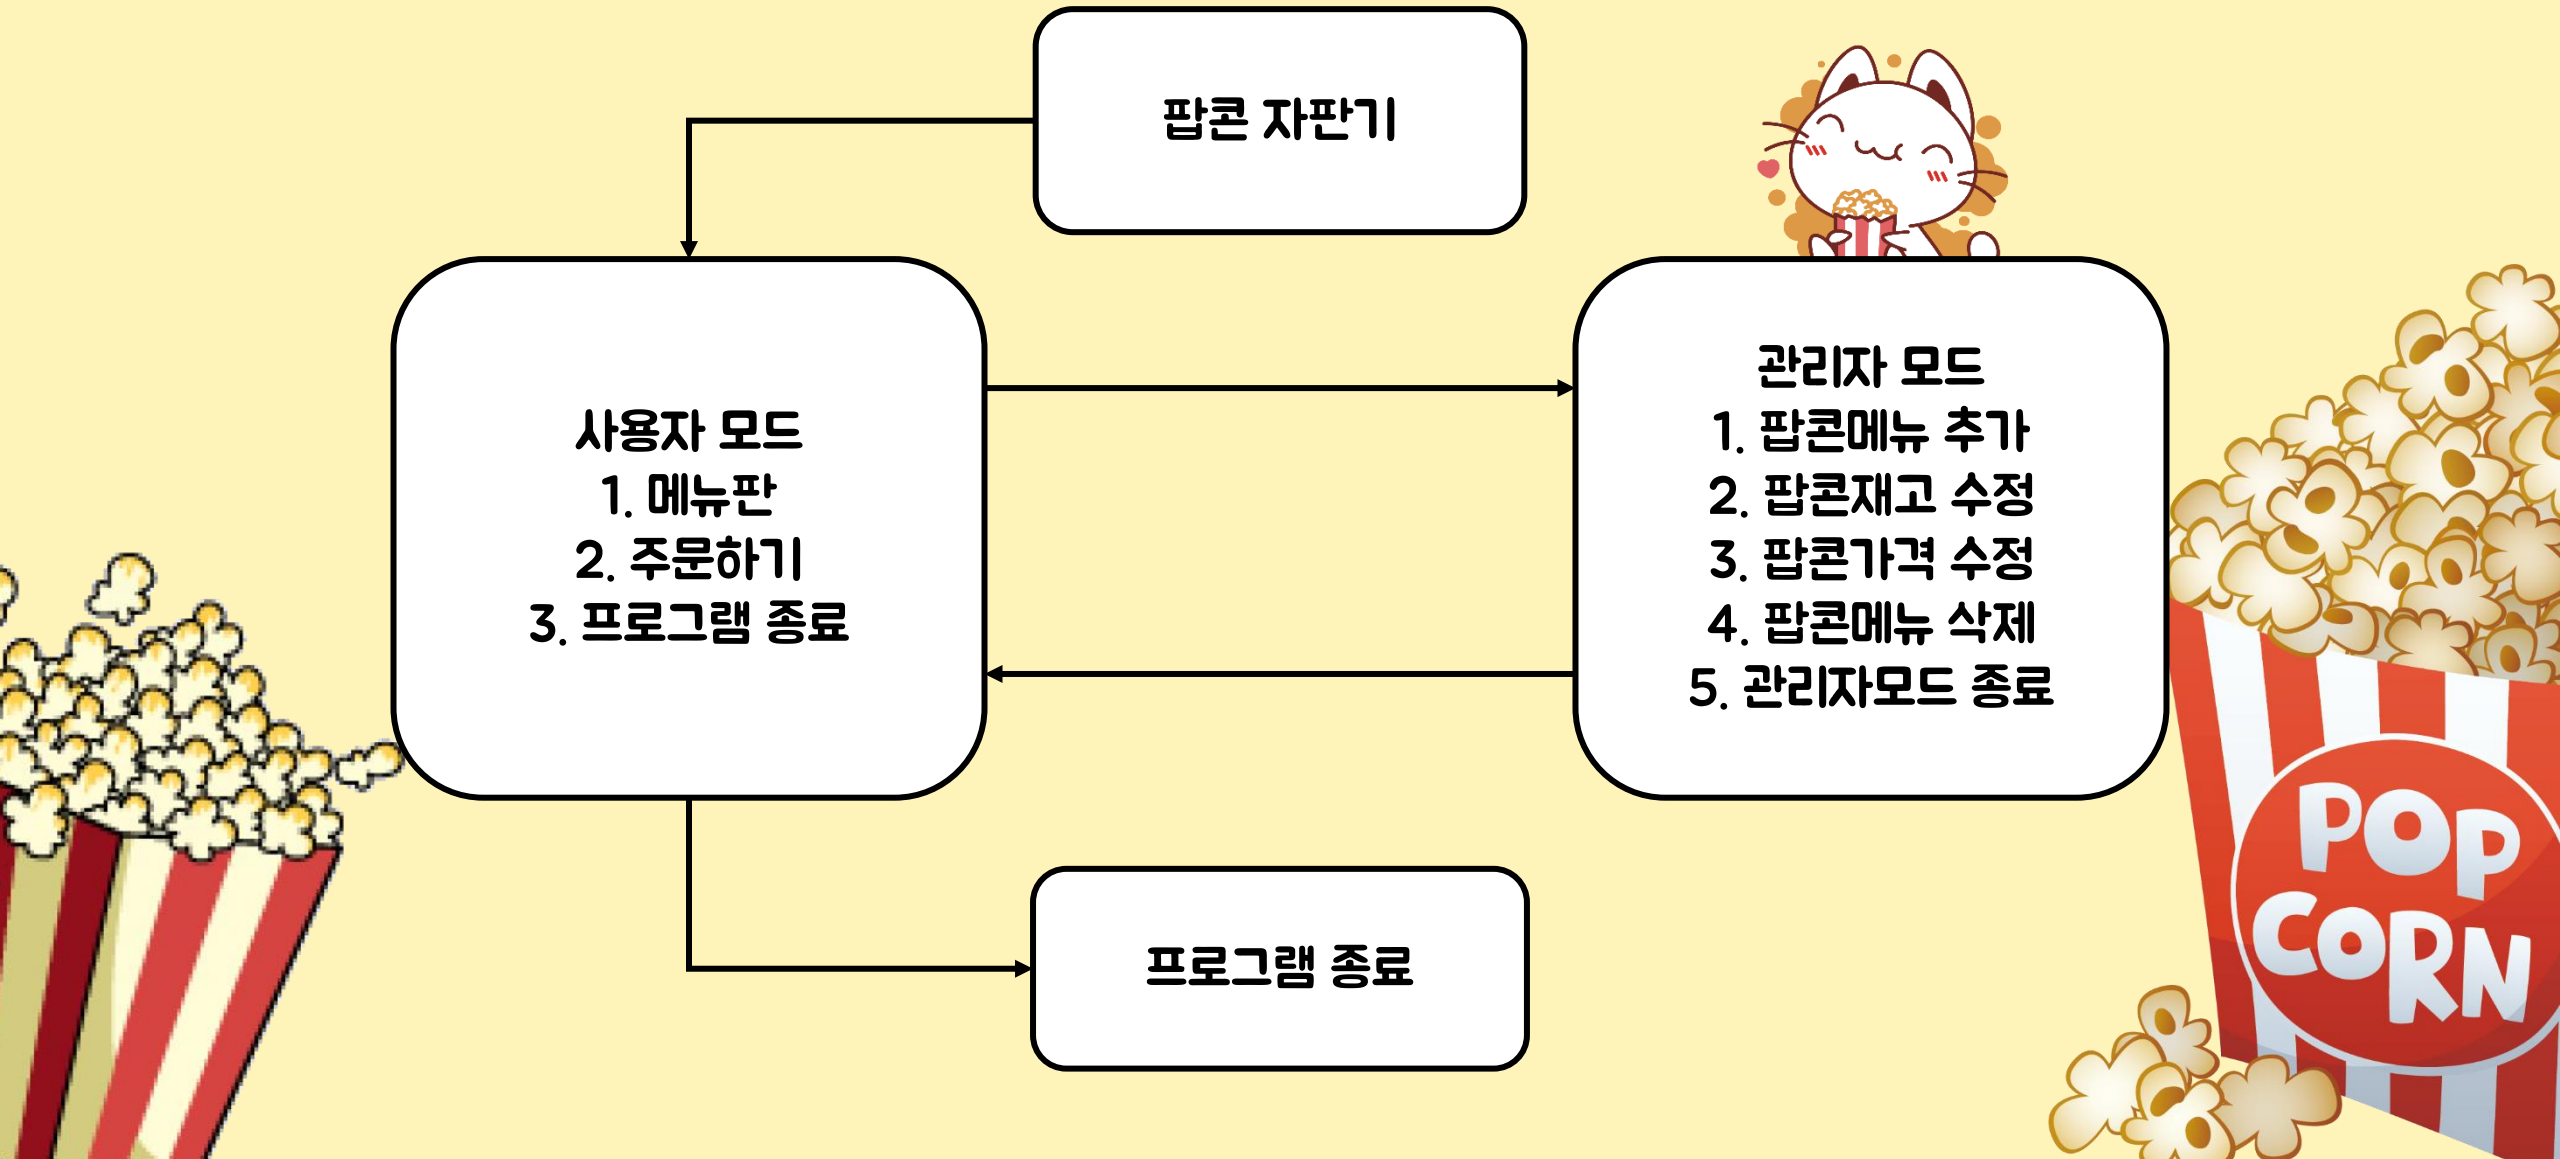 팝콘 자판기
사용자 모드
1. 메뉴판
2. 주문하기
3. 프로그램 종료
관리자 모드
1. 팝콘메뉴 추가
2. 팝콘재고 수정
3. 팝콘가격 수정
4. 팝콘메뉴 삭제
5. 관리자모드 종료
프로그램 종료
POP
CORN